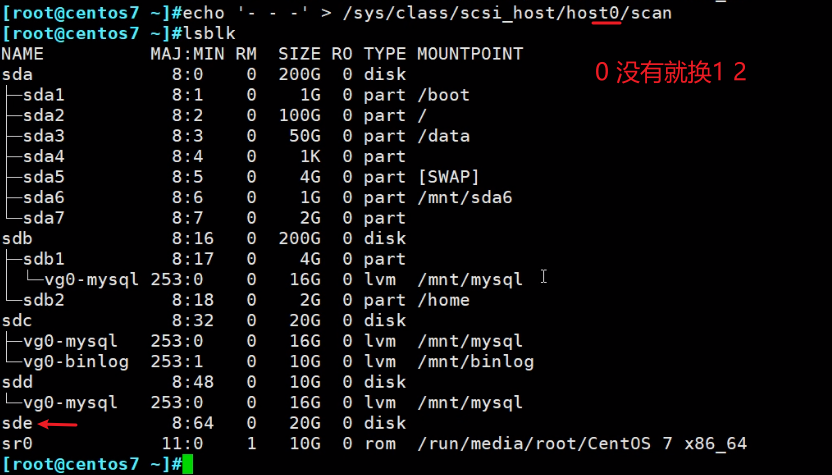 [root@centos7 ~]#echo '- - -' > /sys/class/scsi_host/host0/scan
[root@centos7 ~]#lsblk
NAME MAJ:MIN RM SIZE RO TYPE MOUNTPOINT
0 没有就换1 2
sda 8:0 0 200G 0 disk
├─sda1 8:1 0 1G 0 part /boot
├─sda2 8:2 0 100G 0 part /
├─sda3 8:3 0 50G 0 part /data
├─sda4 8:4 0 1K 0 part
├─sda5 8:5 0 4G 0 part [SWAP]
├─sda6 8:6 0 1G 0 part /mnt/sda6
└─sda7 8:7 0 2G 0 part
sdb 8:16 0 200G 0 disk
├─sdb1 8:17 0 4G 0 part
│ └─vg0-mysql 253:0 0 16G 0 lvm /mnt/mysql
└─sdb2 8:18 0 2G 0 part /home
sdc 8:32 0 20G 0 disk
├─vg0-mysql 253:0 0 16G 0 lvm /mnt/mysql
└─vg0-binlog 253:1 0 10G 0 lvm /mnt/binlog
sdd 8:48 0 10G 0 disk
└─vg0-mysql 253:0 0 16G 0 lvm /mnt/mysql
sde 8:64 0 20G 0 disk
sr0 11:0 1 10G 0 rom /run/media/root/CentOS 7 x86_64
[root@centos7 ~]#